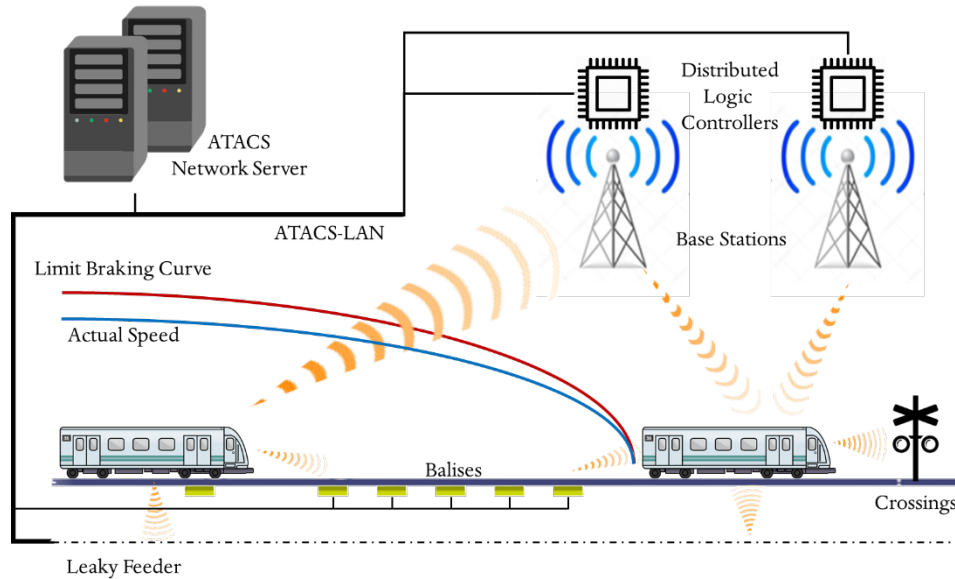 Distributed
Logic
Controllers
ATACS
Network Server
ATACS-LAN
Base Stations
Limit Braking Curve
Actual Speed
Balises
Crossings
Leaky Feeder